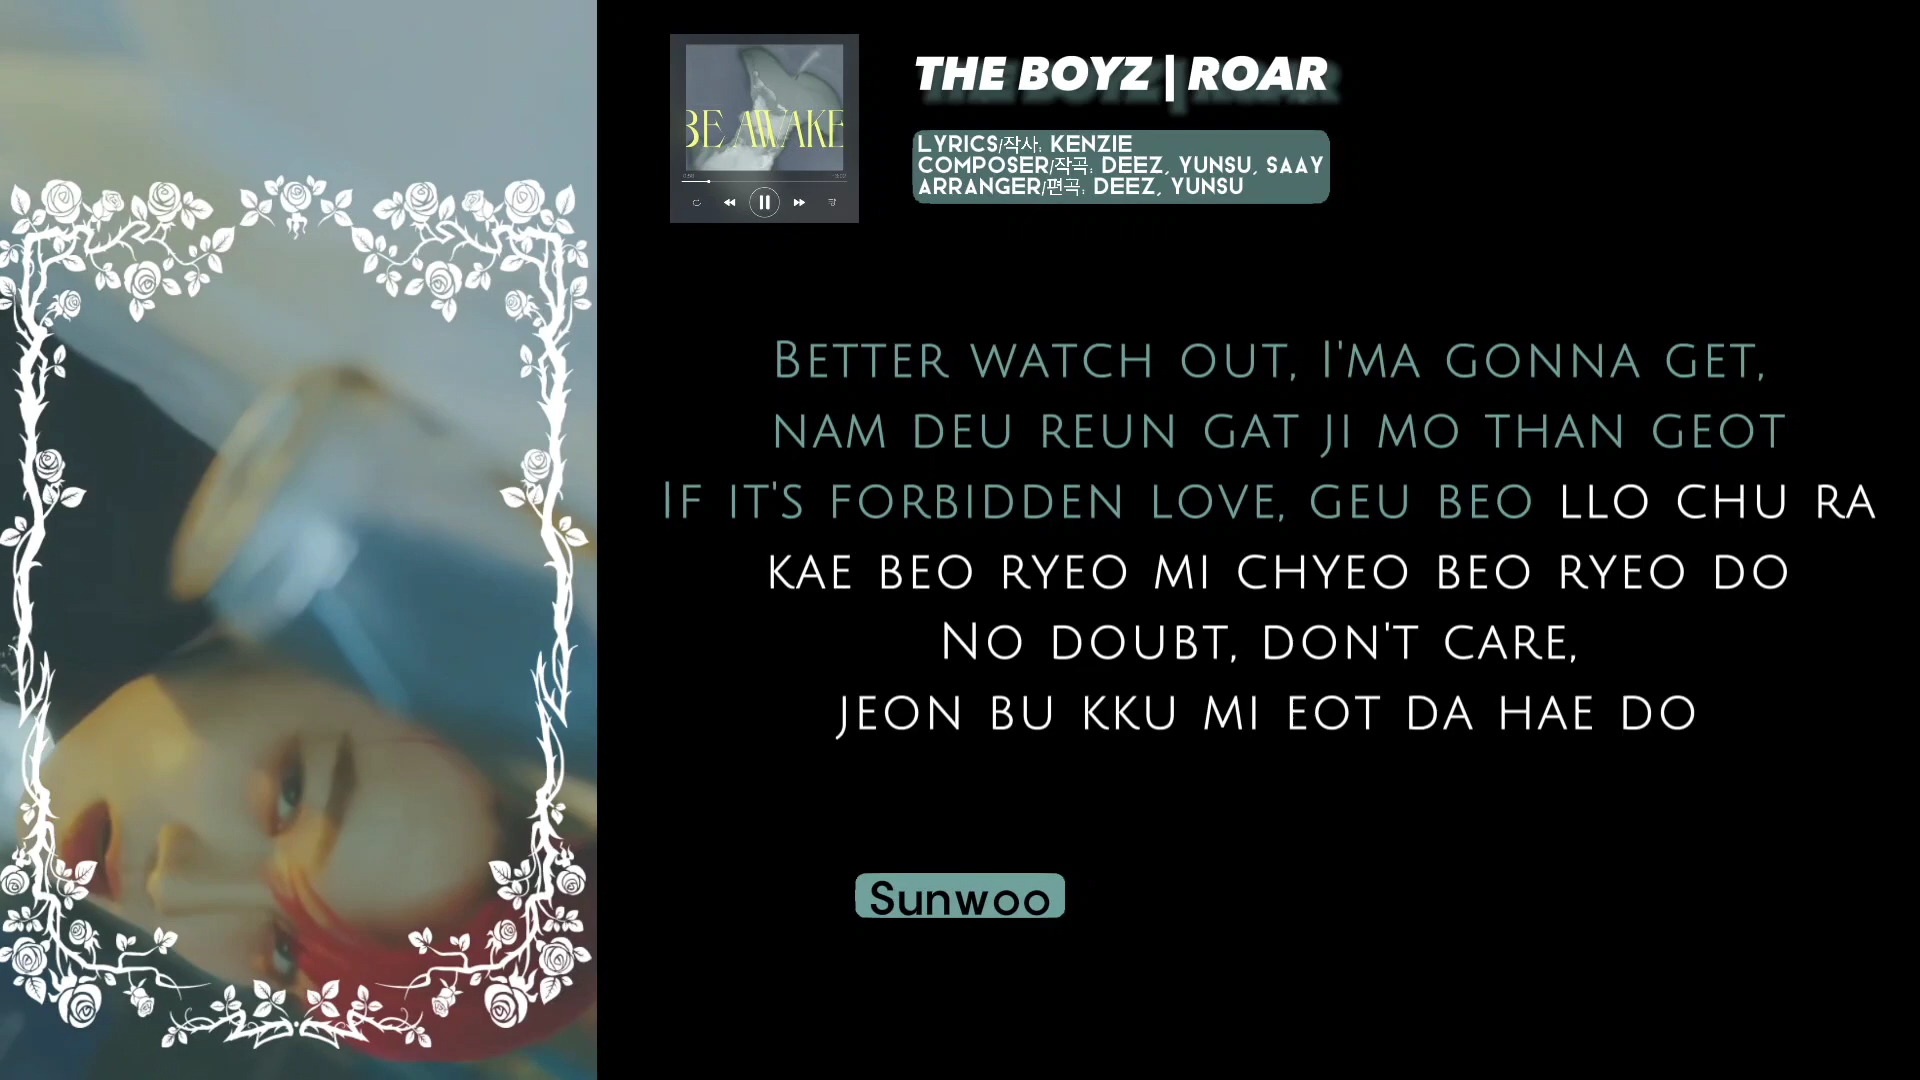 THE BOYZ | ROAR
BE AWAKE
LYRICS/작사: KENZIE
COMPOSER/작곡: DEEZ, YUNSU, SAAY
ARRANGER/편곡: DEEZ, YUNSU
BETTER WATCH OUT, I'MA GONNA GET,
NAM DEU REUN GAT JI MO THAN GEOT
IF IT'S FORBIDDEN LOVE, GEU BEO LLO CHU RA
KAE BEO RYEO MI CHYEO BEO RYEO DO
NO DOUBT, DON'T CARE,
JEON BU KKU MI EOT DA HAE DO
Sunwoo